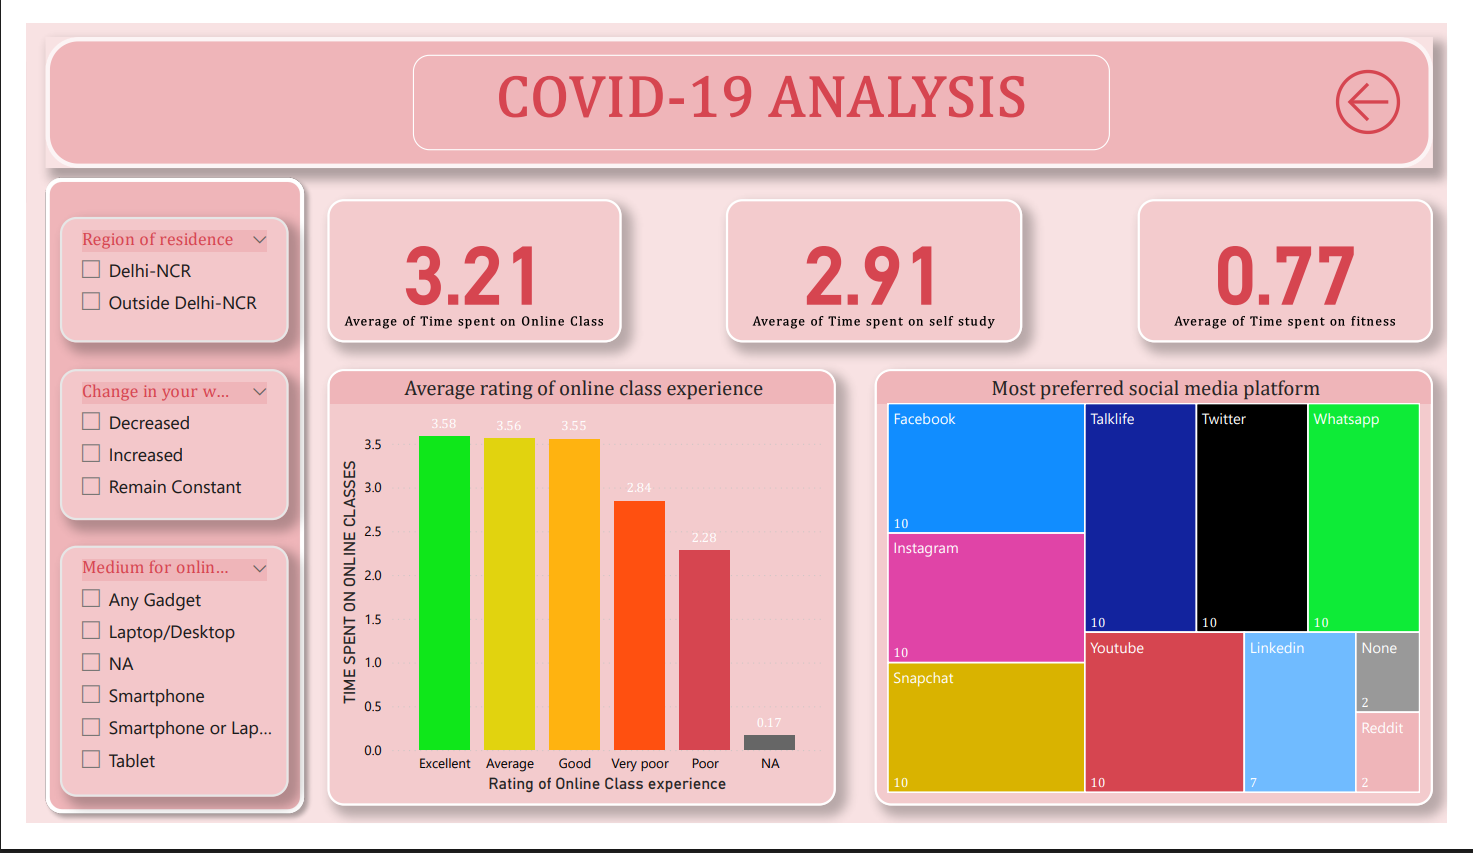 COVID-19 ANALYSIS
Region of residence
Delhi-NCR
Outside Delhi-NCR
Change in your w...
Decreased
Increased
Remain Constant
Medium for onlin...
Any Gadget
Laptop/Desktop
NA
Smartphone
Smartphone or Lap...
Tablet
3.21
Average of Time spent on Online Class
2.91
Average of Time spent on self study
0.77
Average of Time spent on fitness
Average rating of online class experience
TIME SPENT ON ONLINE CLASSES
3.5
3.0
2.5
2.0
1.5
1.0
0.5
0.0
3.58
3.56
3.55
2.84
2.28
0.17
Excellent
Average
Good
Very poor
Poor
NA
Rating of Online Class experience
Most preferred social media platform
Facebook
10
Instagram
10
Snapchat
10
Talklife
10
Twitter
10
Whatsapp
10
Youtube
10
Linkedin
7
None
2
Reddit
2